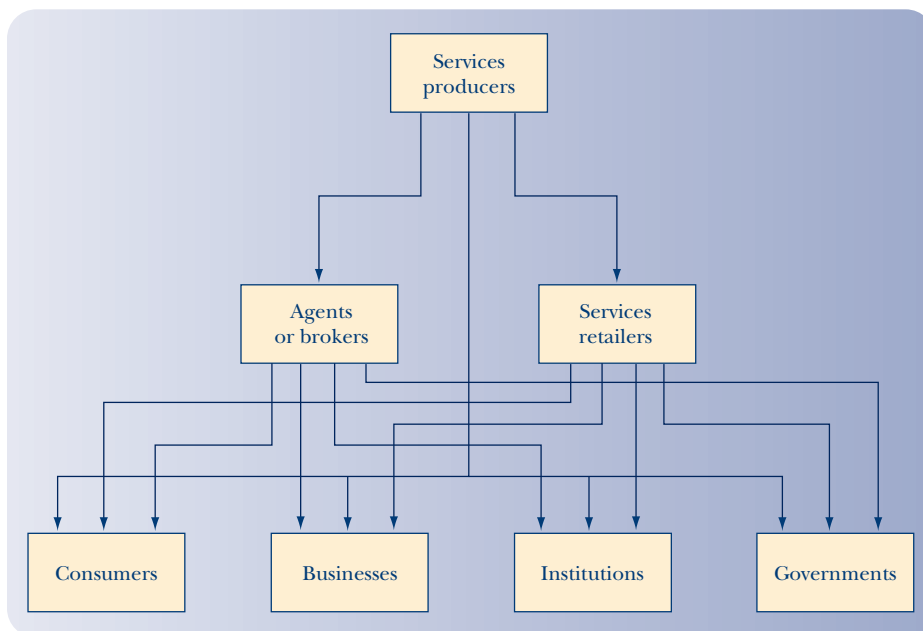 Services
producers
Agents
or brokers
Services
retailers
Consumers
Businesses
Institutions
Governments